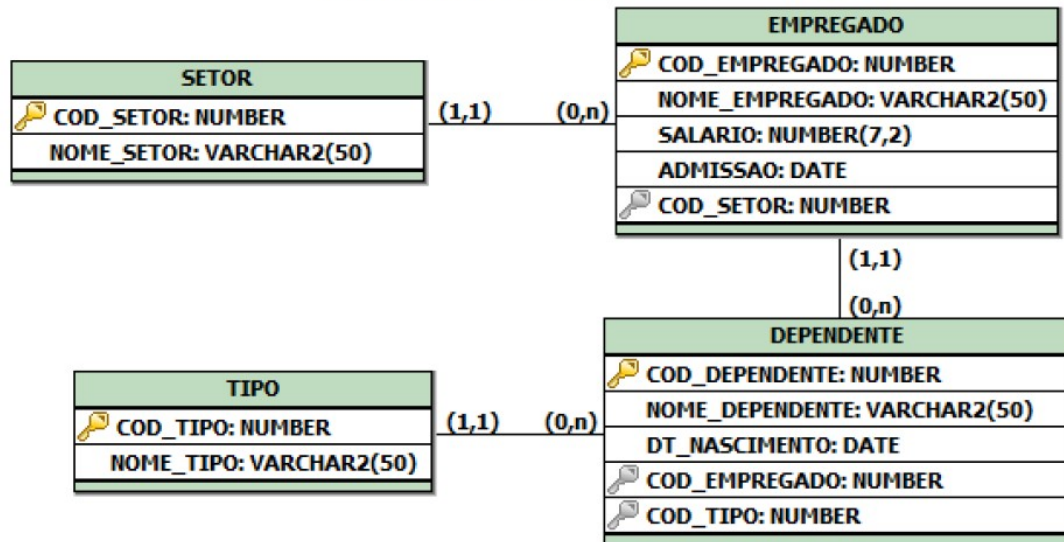 SETOR
COD_SETOR: NUMBER
NOME_SETOR: VARCHAR2(50)
(1,1)
(0,n)
EMPREGADO
COD_EMPREGADO: NUMBER
NOME_EMPREGADO: VARCHAR2(50)
SALARIO: NUMBER(7,2)
ADMISSAO: DATE
COD_SETOR: NUMBER
(1,1)
(0,n)
TIPO
COD_TIPO: NUMBER
NOME_TIPO: VARCHAR2(50)
(1,1)
(0,n)
DEPENDENTE
COD_DEPENDENTE: NUMBER
NOME_DEPENDENTE: VARCHAR2(50)
DT_NASCIMENTO: DATE
COD_EMPREGADO: NUMBER
COD_TIPO: NUMBER